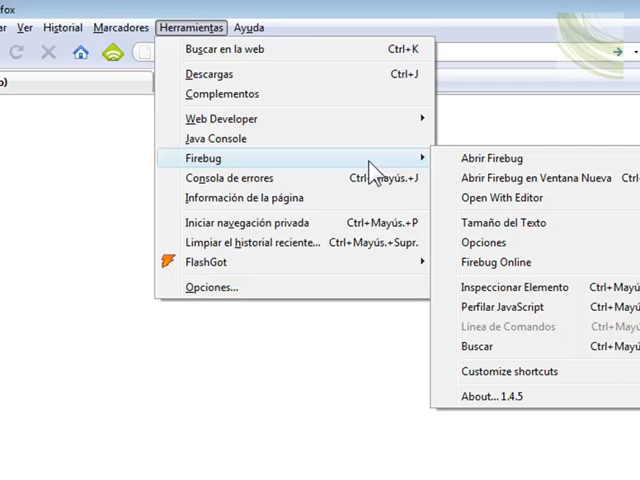 fox
ar Ver Historial Marcadores Herramientas Ayuda
o)
Buscar en la web Ctrl+K
Descargas Ctrl+J
Complementos
Web Developer
Java Console
Firebug
Consola de errores Ctrl+Mayús.+J
Información de la página
Iniciar navegación privada Ctrl+Mayús.+P
Limpiar el historial reciente... Ctrl+Mayús.+Supr.
FlashGot
Opciones...
Abrir Firebug
Abrir Firebug en Ventana Nueva Ctrl
Open With Editor
Tamaño del Texto
Opciones
Firebug Online
Inspeccionar Elemento Ctrl+Mayú
Perfilar JavaScript Ctrl+Mayú
Línea de Comandos Ctrl+Mayú
Buscar Ctrl+Mayú
Customize shortcuts
About... 1.4.5